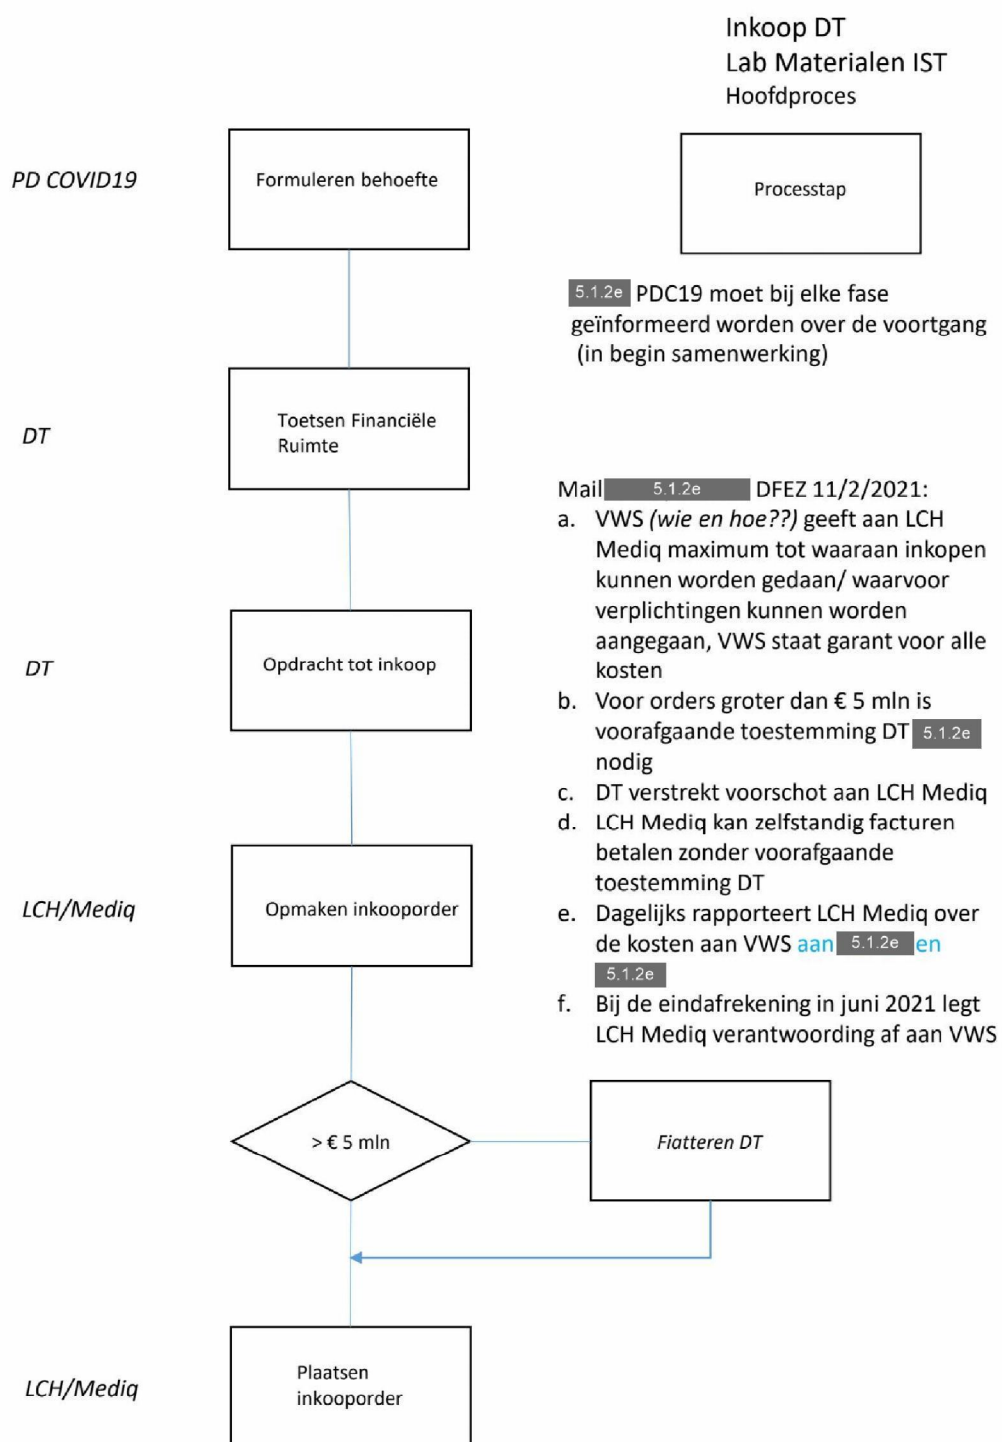 Inkoop DT
Lab Materialen IST
Hoofdproces
PD COVID19
Formuleren behoefte
Processtap
5.1.2e PDC19 moet bij elke fase
geïnformeerd worden over de voortgang
(in begin samenwerking)
DT
Toetsen Financiële
Ruimte
Mail 5.1.2e DFEZ 11/2/2021:
a. VWS (wie en hoe??) geeft aan LCH
Mediq maximum tot waaraan inkopen
kunnen worden gedaan/ waarvoor
verplichtingen kunnen worden
aangegaan, VWS staat garant voor alle
kosten
b. Voor orders groter dan € 5 mln is
voorafgaande toestemming DT 5.1.2e
nodig
c. DT verstrekt voorschot aan LCH Mediq
d. LCH Mediq kan zelfstandig facturen
betalen zonder voorafgaande
toestemming DT
e. Dagelijks rapporteert LCH Mediq over
de kosten aan VWS aan 5.1.2e en
5.1.2e
f. Bij de eindafrekening in juni 2021 legt
LCH Mediq verantwoording af aan VWS
DT
Opdracht tot inkoop
LCH/Mediq
Opmaken inkooporder
> € 5 mln
Fiatteren DT
LCH/Mediq
Plaatsen
inkooporder